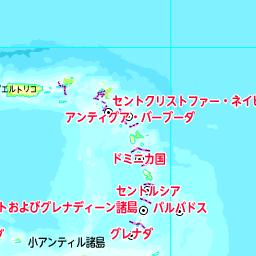 セントクリストファー・ネイビ
プエルトリコ
アンティグア・バーブーダ
ドミニカ国
セントルシア
トおよびグレナディーン諸島
バルバドス
グレナダ
小アンティル諸島